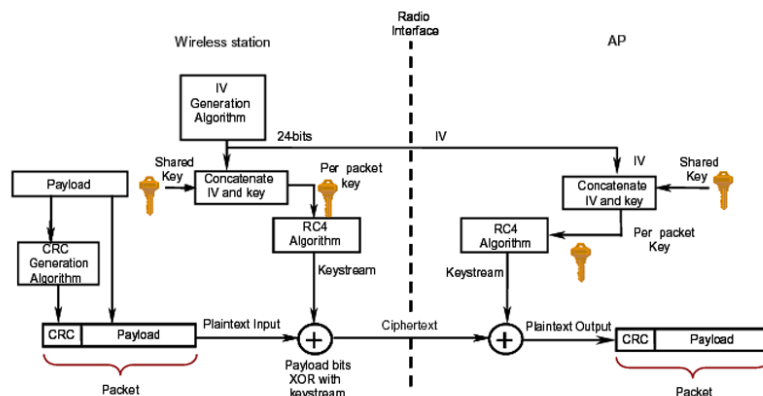 Radio
Interface
Wireless station
AP
IV
Generation
Algorithm
24-bits
IV
Shared
Key
Concatenate
IV and key
Per packet
key
IV
Shared
Key
Concatenate
IV and key
Payload
RC4
Algorithm
RC4
Algorithm
Per packet
Key
CRC
Generation
Algorithm
Keystream
Keystream
CRC
Payload
Plaintext Input
Ciphertext
Plaintext Output
CRC
Payload
Payload bits
XOR with
keystream
Packet
Packet